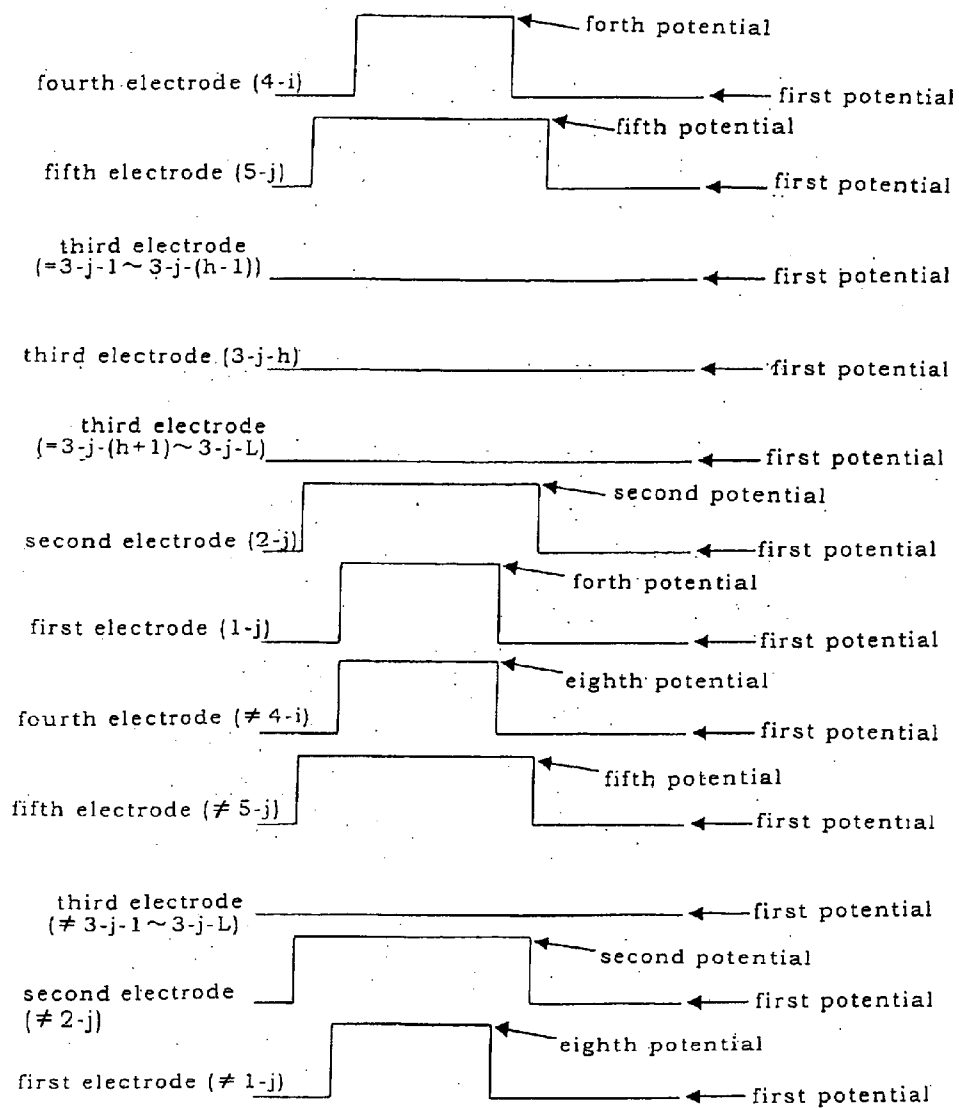 forth potential
fourth electrode (4-i)
first potential
fifth potential
fifth electrode (5-j)
first potential
third electrode
(=3-j-1~3-j-(h-1))
first potential
third electrode (3-j-h)
first potential
third electrode
(=3-j-(h+1)~3-j-L)
first potential
second potential
second electrode (2-j)
first potential
forth potential
first electrode (1-j)
first potential
eighth potential
fourth electrode (≠4-i)
first potential
fifth potential
fifth electrode (≠5-j)
first potential
third electrode
(≠3-j-1~3-j-L)
first potential
second potential
second electrode
(≠2-j)
first potential
eighth potential
first electrode (≠1-j)
first potential